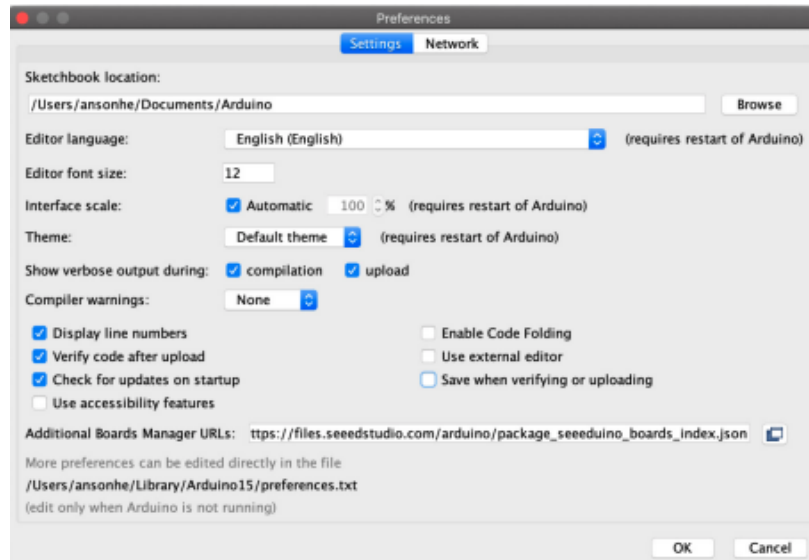 Preferences
Settings Network
Sketchbook location:
/Users/ansonhe/Documents/Arduino Browse
Editor language: English (English) (requires restart of Arduino)
Editor font size: 12
Interface scale: Automatic 100 % (requires restart of Arduino)
Theme: Default theme (requires restart of Arduino)
Show verbose output during: compilation upload
Compiler warnings: None
Display line numbers Enable Code Folding
Verify code after upload Use external editor
Check for updates on startup Save when verifying or uploading
Use accessibility features
Additional Boards Manager URLs: ttps://files.seeedstudio.com/arduino/package_seeeduino_boards_index.json
More preferences can be edited directly in the file
/Users/ansonhe/Library/Arduino15/preferences.txt
(edit only when Arduino is not running)
OK Cancel